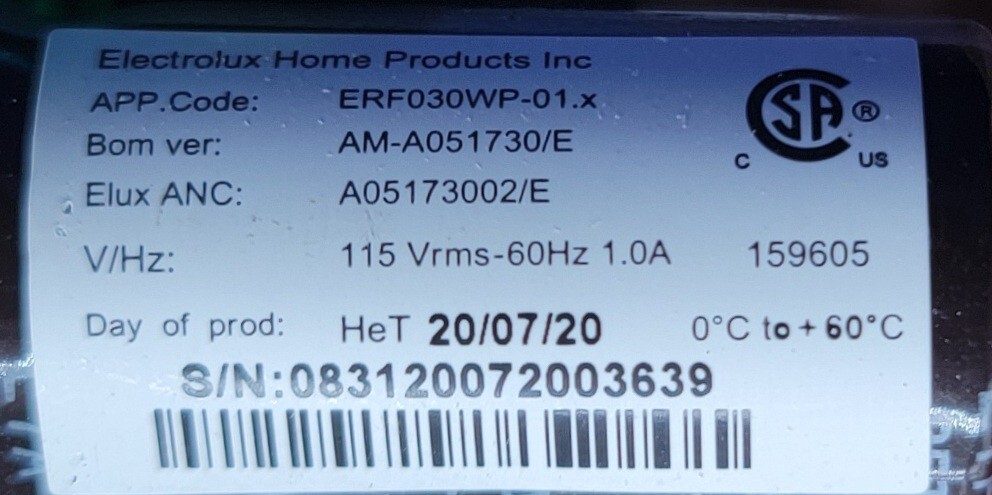 Electrolux Home Products Inc
APP.Code: ERF030WP-01.x
Bom ver: AM-A051730/E
Elux ANC: A05173002/E
V/Hz: 115 Vrms-60Hz 1.0A 159605
Day of prod: HeT 20/07/20 0°C to + 60°C
S/N:083120072003639
CSA ®
C US